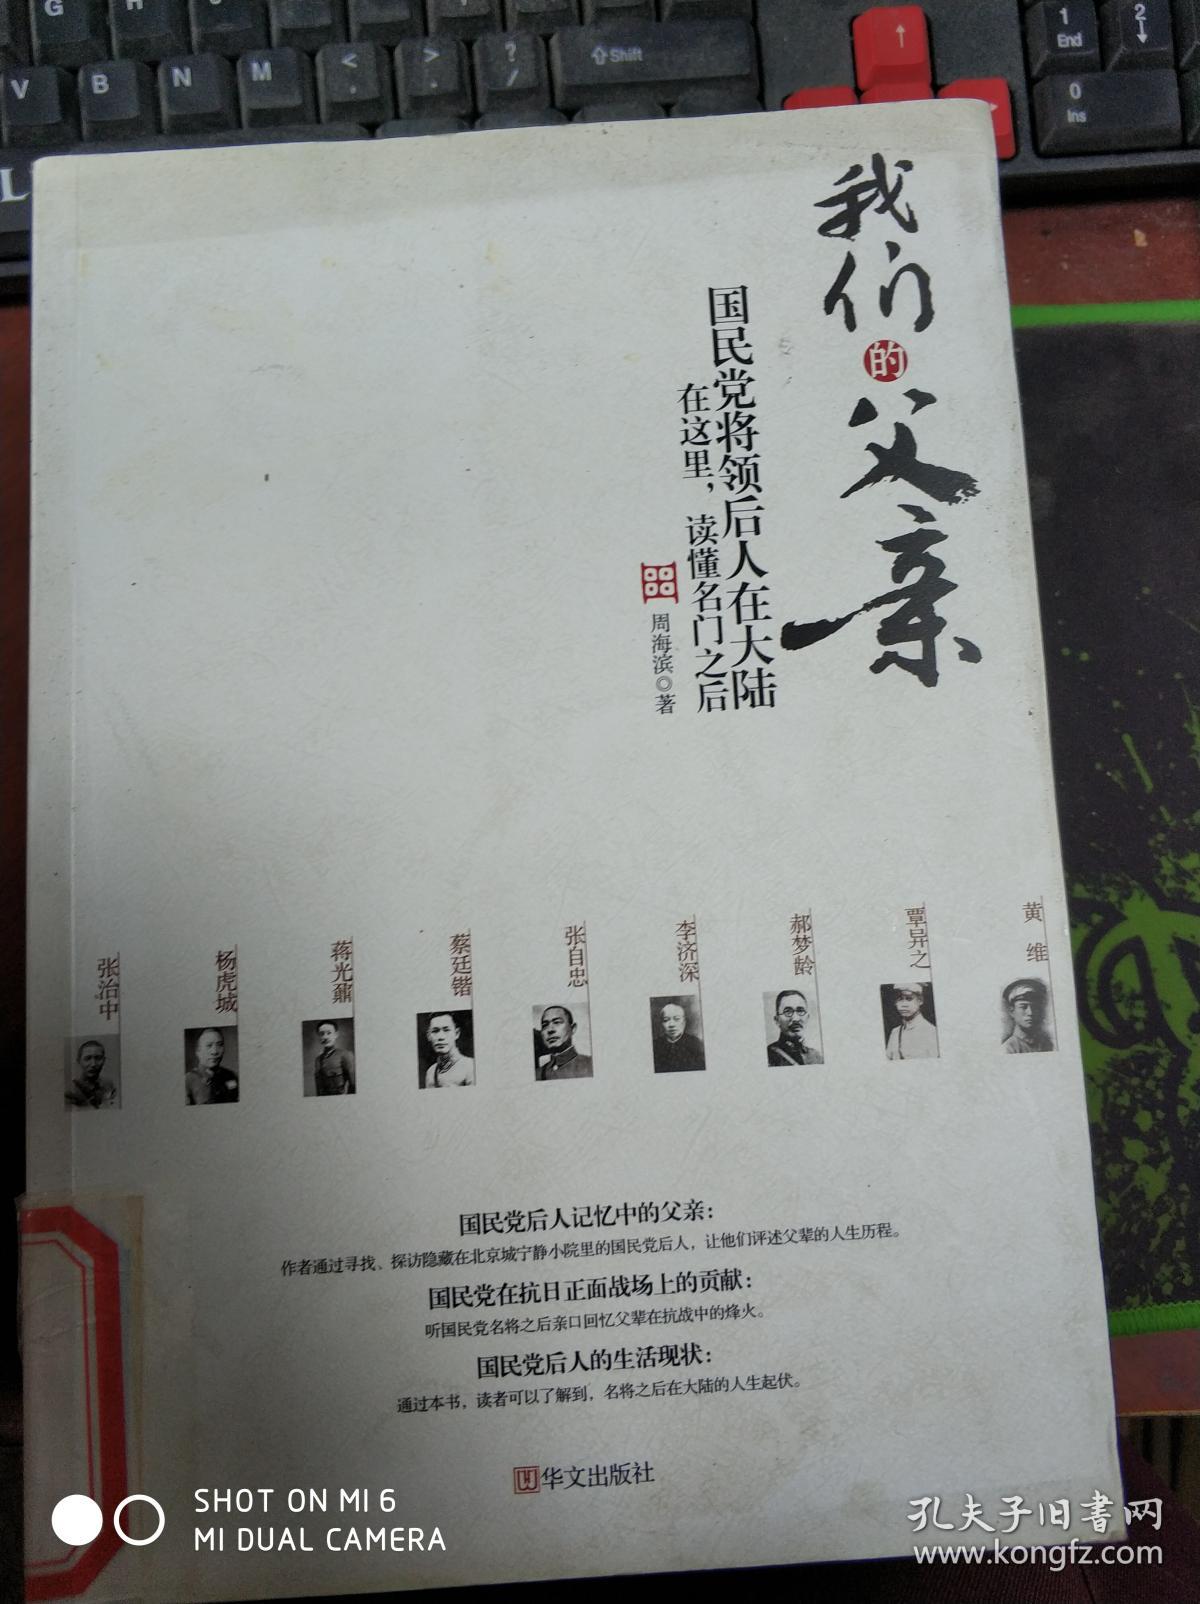 G
H
V
B
N
M
<
,
>
.
?
/
⇧Shift
↑
→
1
End
2
↓
0
Ins
L
我们的父亲
国民党将领后人在大陆
在这里，读懂名门之后
周海滨◎著
张治中
杨虎城
蒋光鼐
蔡廷锴
张自忠
李济深
郝梦龄
覃异之
黄维
国民党后人记忆中的父亲：
作者通过寻找、探访隐藏在北京城宁静小院里的国民党后人，让他们评述父辈的人生历程。
国民党在抗日正面战场上的贡献：
听国民党名将之后亲口回忆父辈在抗战中的烽火。
国民党后人的生活现状：
通过本书，读者可以了解到，名将之后在大陆的人生起伏。
华文出版社
SHOT ON MI 6
MI DUAL CAMERA
孔夫子旧书网
www.kongfz.com